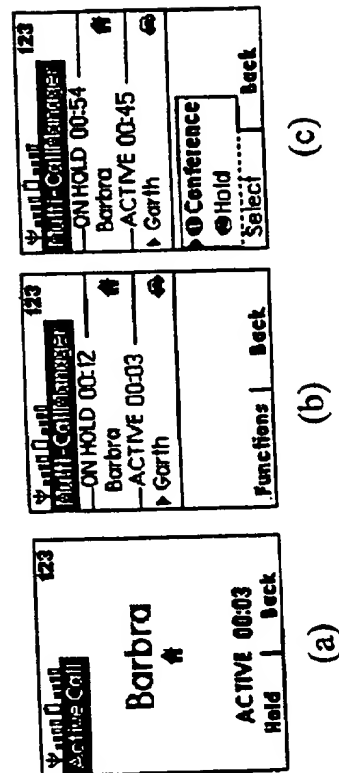 123
Active Call
Barbra
ACTIVE 00:03
Hold | Back
(a)
123
Multi-CallManager
ON HOLD 00:12
Barbra
ACTIVE 00:03
Garth
Functions | Back
(b)
123
Multi-CallManager
ON HOLD 00:54
Barbra
ACTIVE 00:45
Garth
1 Conference
2 Hold
Select
Back
(c)